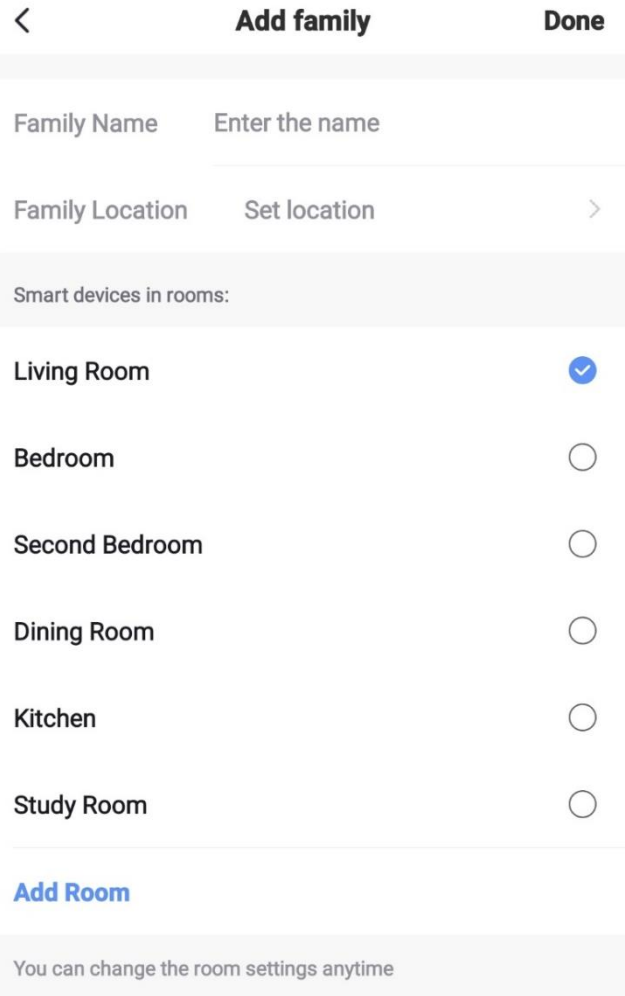 Add family Done
Family Name Enter the name
Family Location Set location
Smart devices in rooms:
Living Room
Bedroom
Second Bedroom
Dining Room
Kitchen
Study Room
Add Room
You can change the room settings anytime